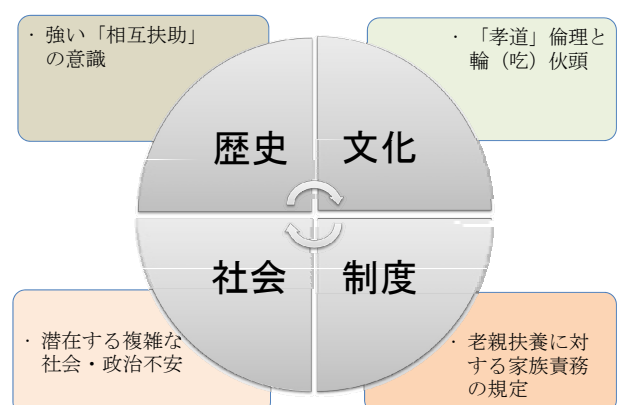 ・強い「相互扶助」
の意識
・「孝道」倫理と
輪（吃）伙頭
歴史
文化
社会
制度
・潜在する複雑な
社会・政治不安
・老親扶養に対
する家族責務
の規定